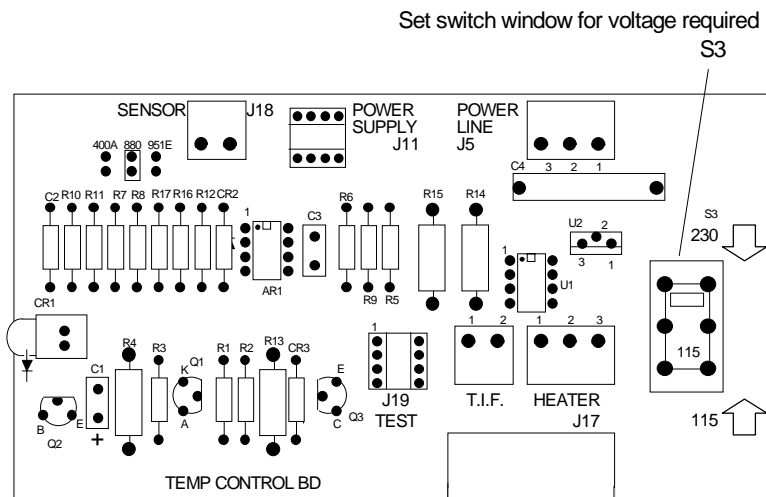 Set switch window for voltage required
S3
SENSOR J18
POWER SUPPLY J11
POWER LINE J5
400A 880 951E
C4 3 2 1
C2 R10 R11 R7 R8 R17 R16 R12 CR2
1
AR1
C3
R6
R9 R5
R15 R14
U2 2
3 1
1
U1
S3
230
115
115
CR1
C1
+
R4
R3
K Q1
A
R1 R2 R13 CR3
E
C Q3
B E
Q2
1
J19
TEST
1 2
T.I.F.
1 2 3
HEATER
J17
TEMP CONTROL BD